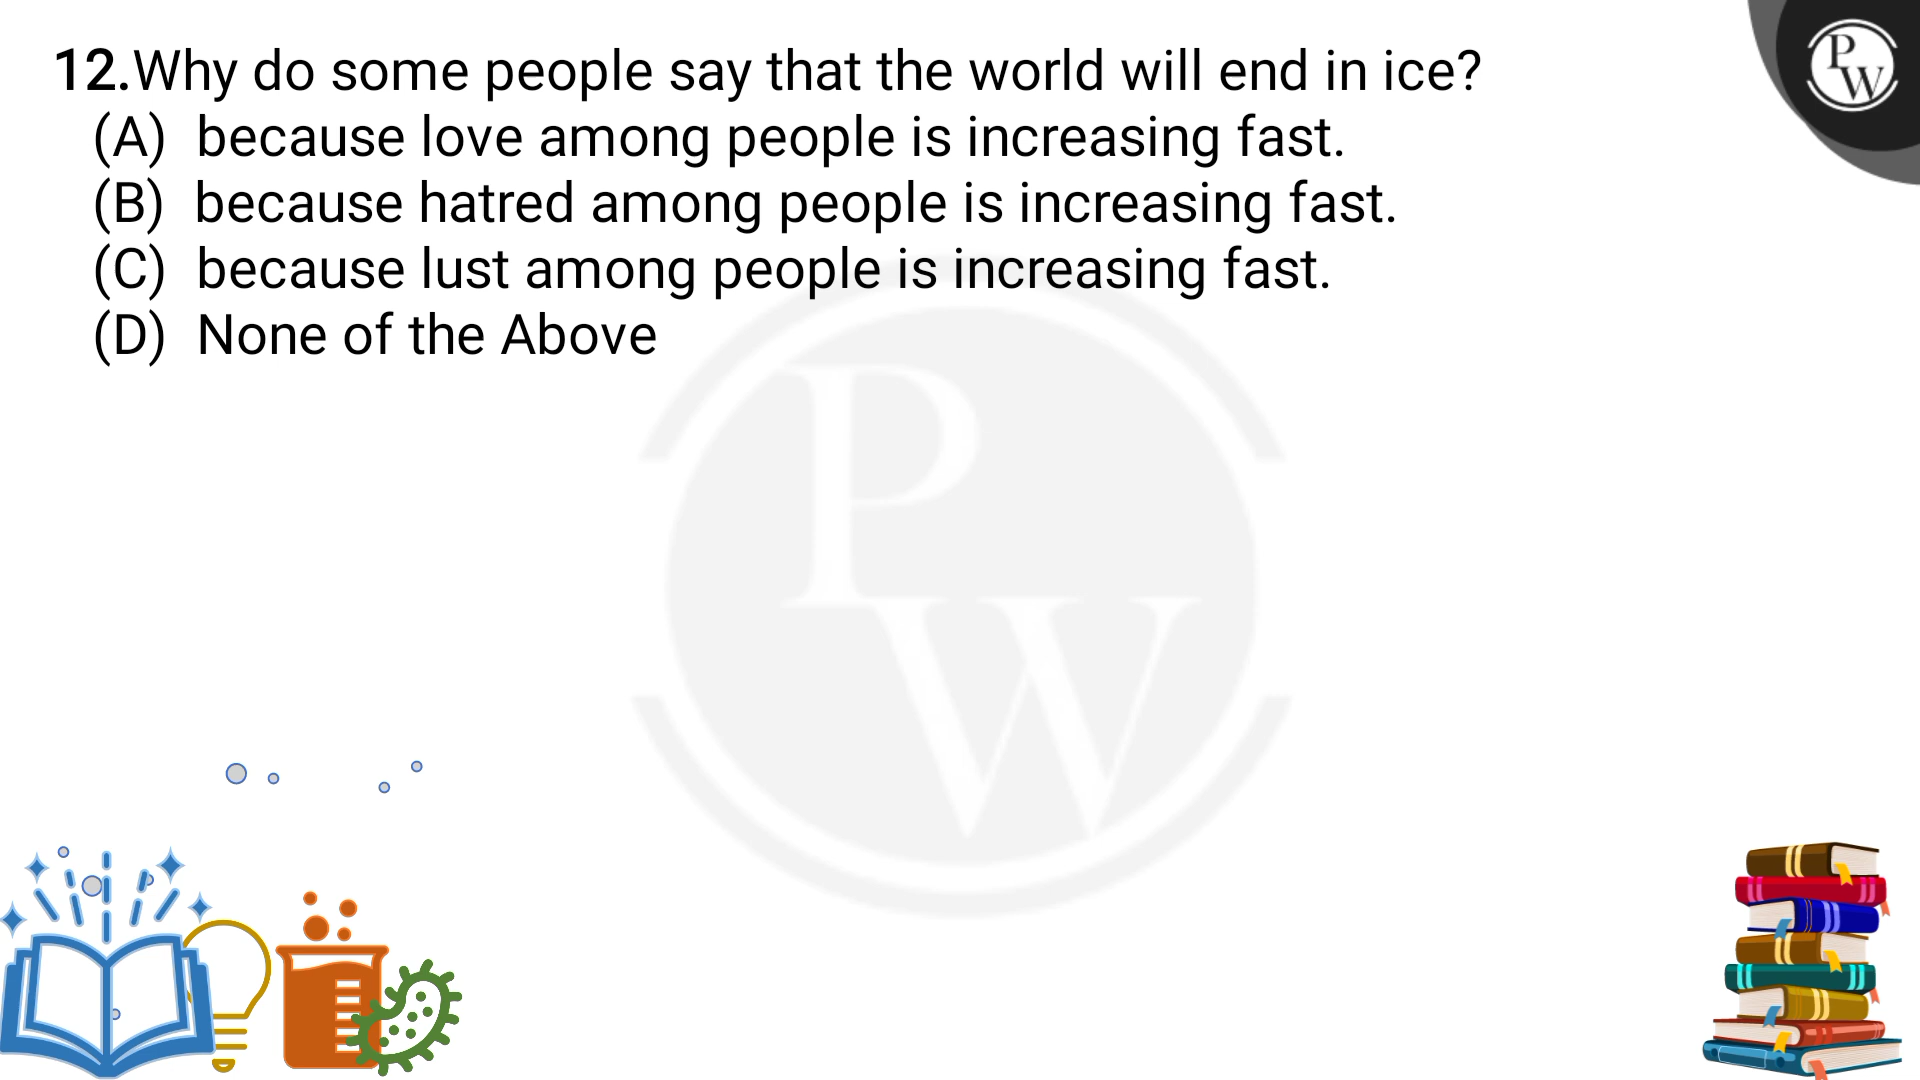 12.Why do some people say that the world will end in ice?
(A) because love among people is increasing fast.
(B) because hatred among people is increasing fast.
(C) because lust among people is increasing fast.
(D) None of the Above
PW
PW